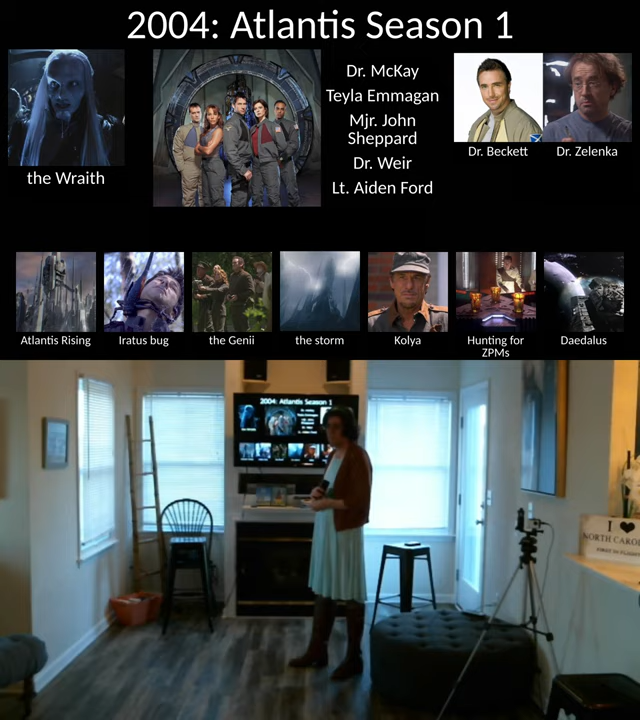 2004: Atlantis Season 1
the Wraith
Dr. McKay
Teyla Emmagan
Mjr. John
Sheppard
Dr. Weir
Lt. Aiden Ford
Dr. Beckett
Dr. Zelenka
Atlantis Rising
Iratus bug
the Genii
the storm
Kolya
Hunting for
ZPMs
Daedalus
2004: Atlantis Season 1
I
NORTH CAROL